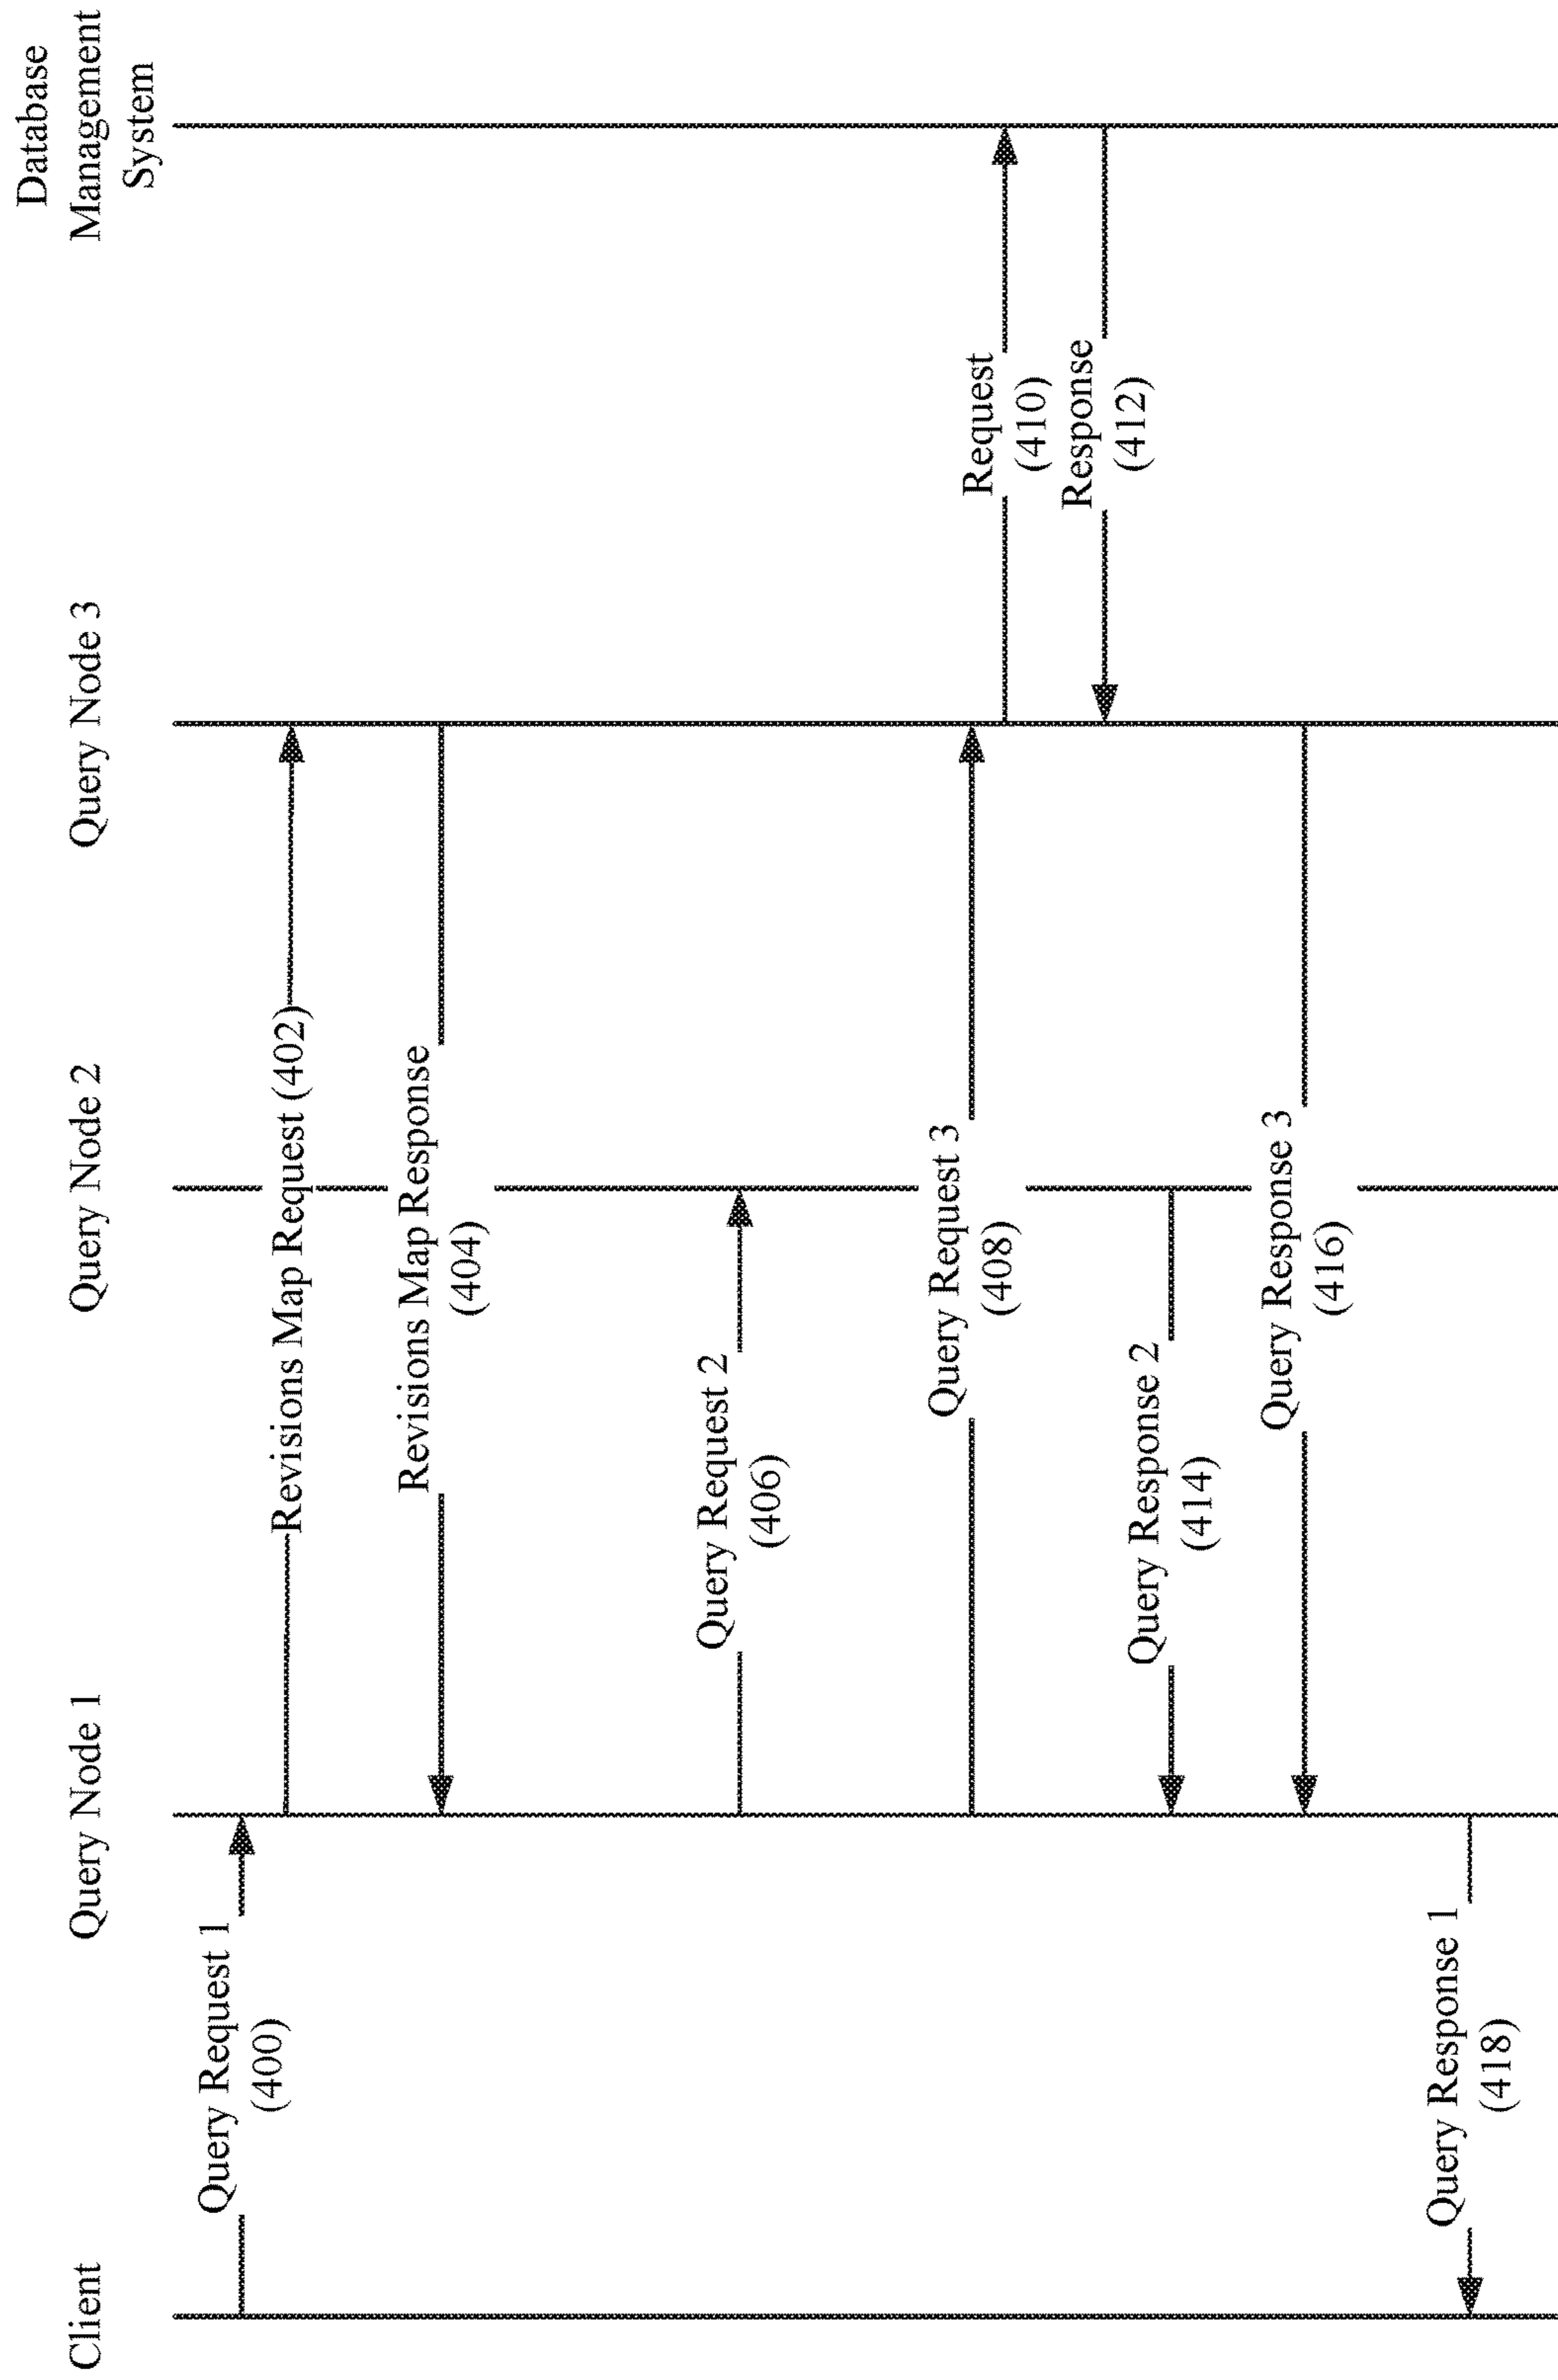 Client
Query Node 1
Query Node 2
Query Node 3
Database
Management
System
Query Request 1
(400)
Revisions Map Request (402)
Revisions Map Response
(404)
Query Request 2
(406)
Query Request 3
(408)
Request
(410)
Response
(412)
Query Response 2
(414)
Query Response 3
(416)
Query Response 1
(418)